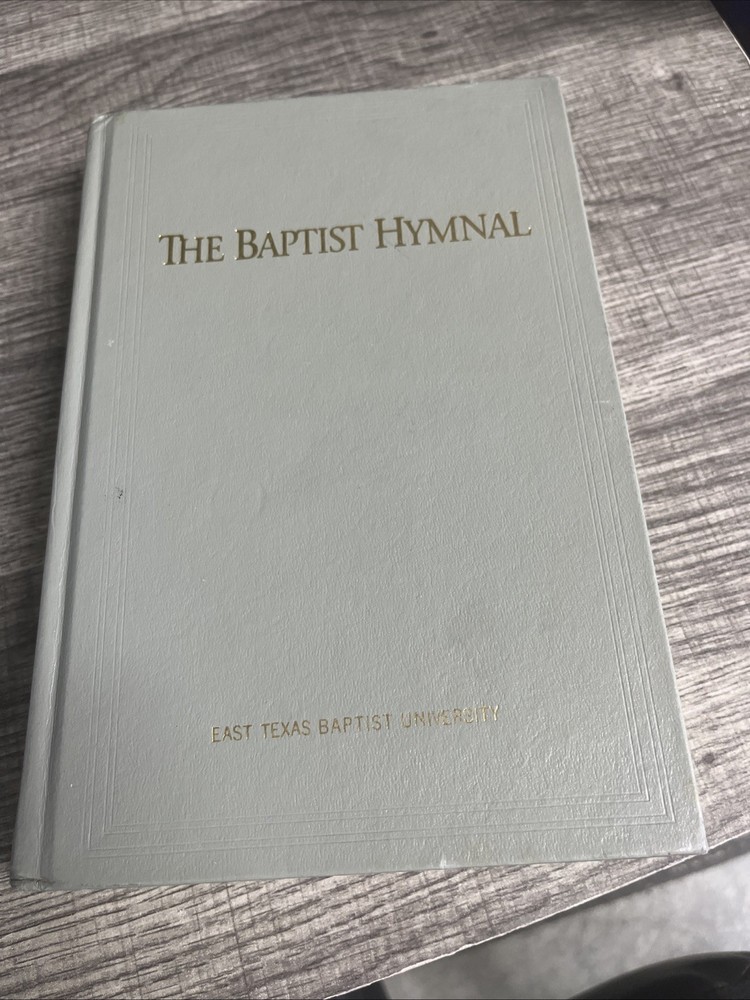 THE BAPTIST HYMNAL
EAST TEXAS BAPTIST UNIVERSITY